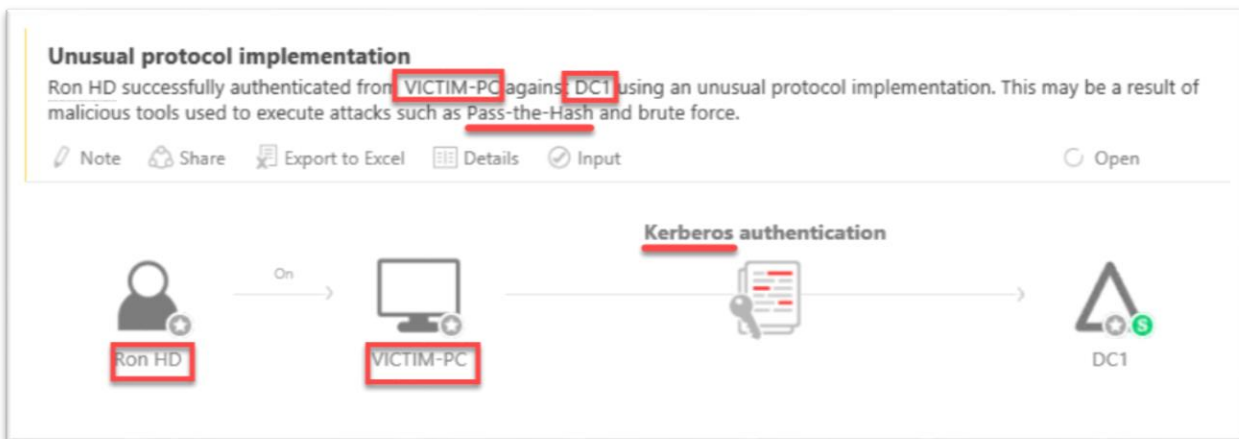 Unusual protocol implementation
Ron HD successfully authenticated from VICTIM-PC against DC1 using an unusual protocol implementation. This may be a result of
malicious tools used to execute attacks such as Pass-the-Hash and brute force.
Note Share Export to Excel Details Input Open
Kerberos authentication
On
Ron HD VICTIM-PC DC1
S